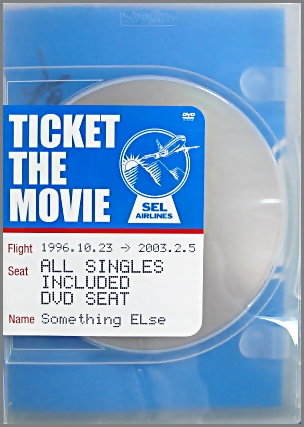 TICKET
THE
MOVIE
DVD
SEL
AIRLINES
Flight 1996.10.23 → 2003.2.5
Seat ALL SINGLES
INCLUDED
DVD SEAT
Name Something ELse